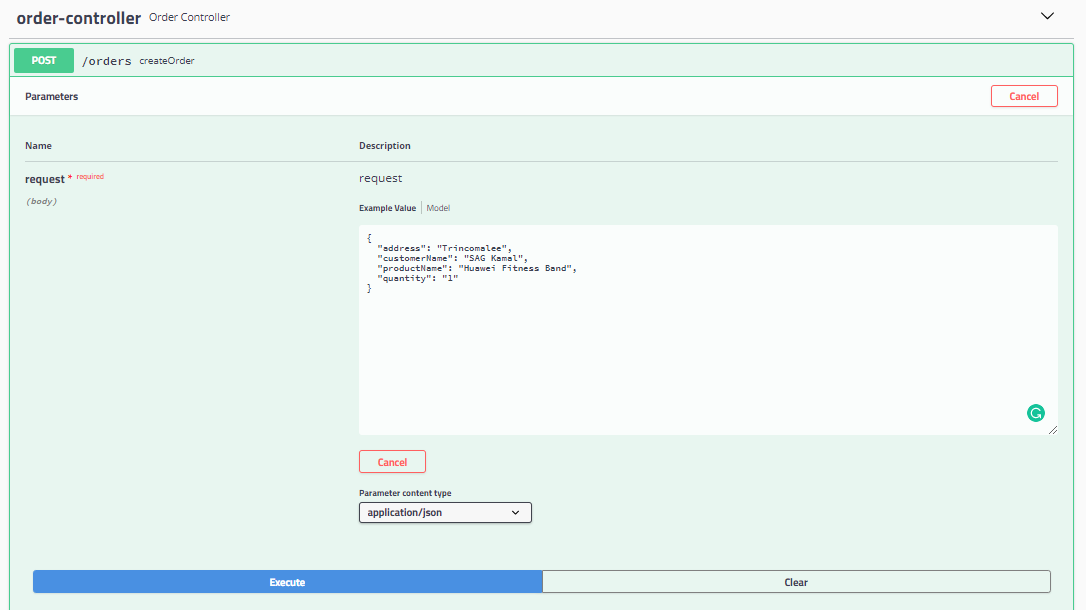 order-controller Order Controller
POST /orders createOrder
Parameters
Cancel
Name Description
request * required request
(body)
Example Value Model
{
  "address": "Trincomalee",
  "customerName": "SAG Kamal",
  "productName": "Huawei Fitness Band",
  "quantity": "1"
}
Cancel
Parameter content type
application/json
Execute Clear